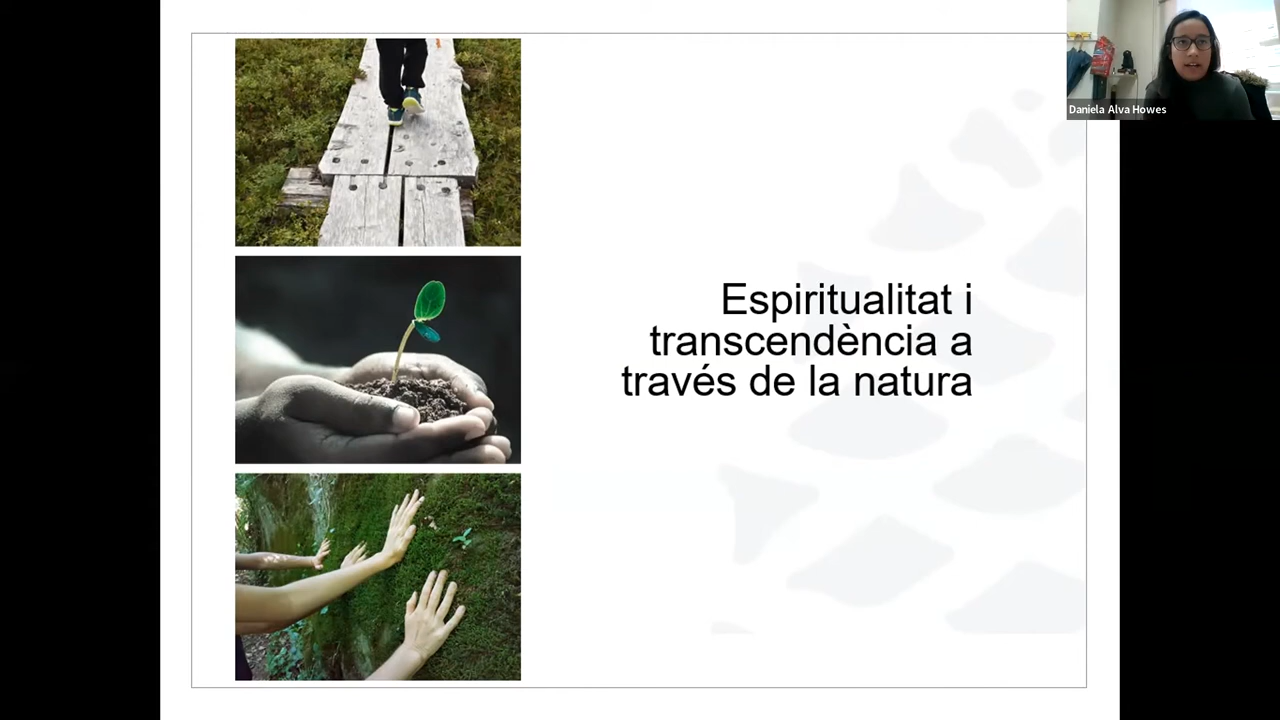 Daniela Alva Howes
Espiritualitat i
transcendència a
través de la natura